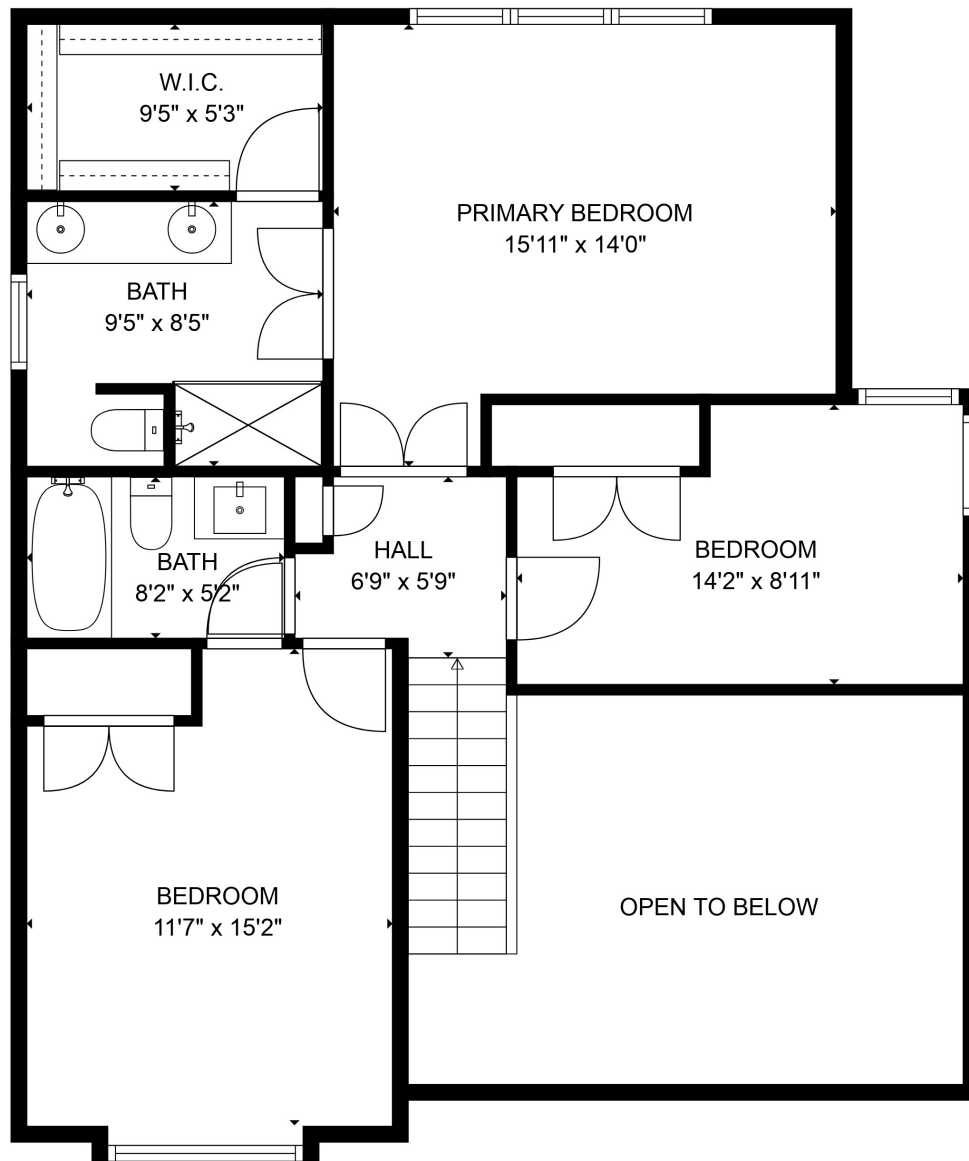 W.I.C.
9'5" x 5'3"
PRIMARY BEDROOM
15'11" x 14'0"
BATH
9'5" x 8'5"
BATH
8'2" x 5'2"
HALL
6'9" x 5'9"
BEDROOM
14'2" x 8'11"
BEDROOM
11'7" x 15'2"
OPEN TO BELOW